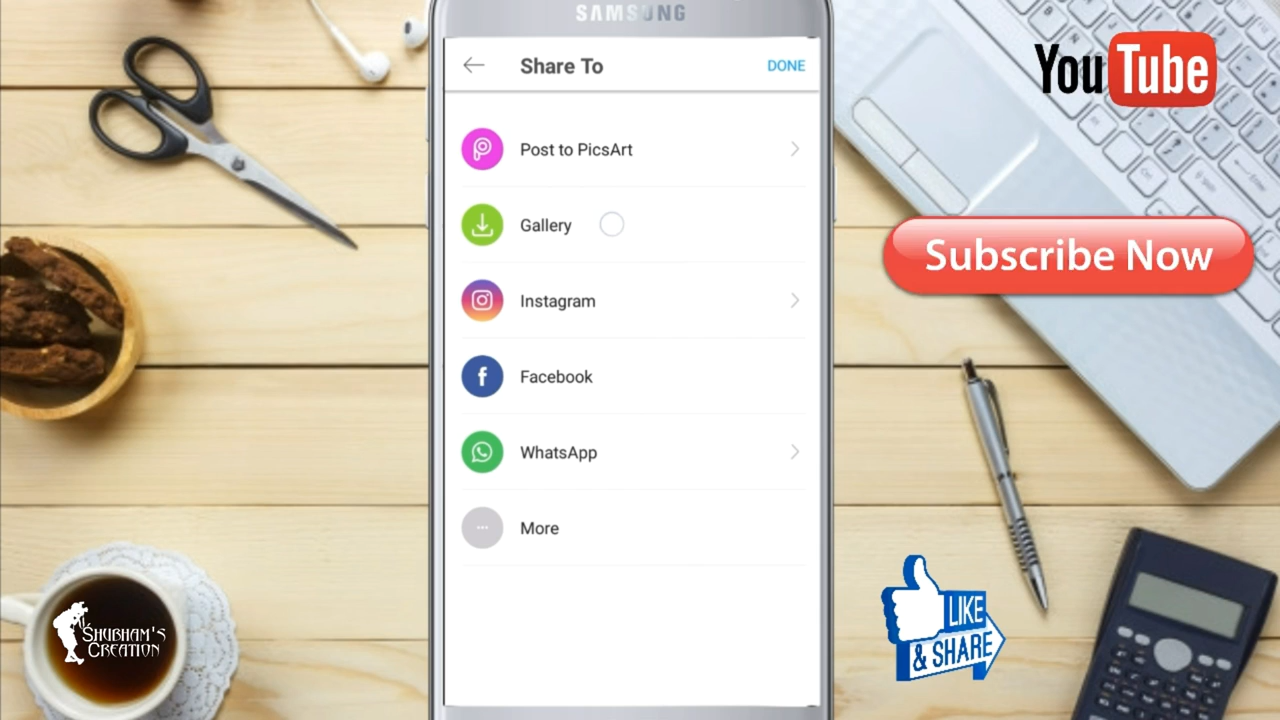 SAMSUNG
Share To
DONE
Post to PicsArt
Gallery
Instagram
Facebook
WhatsApp
More
YouTube
Subscribe Now
LIKE
& SHARE
SHUBHAM'S
CREATION